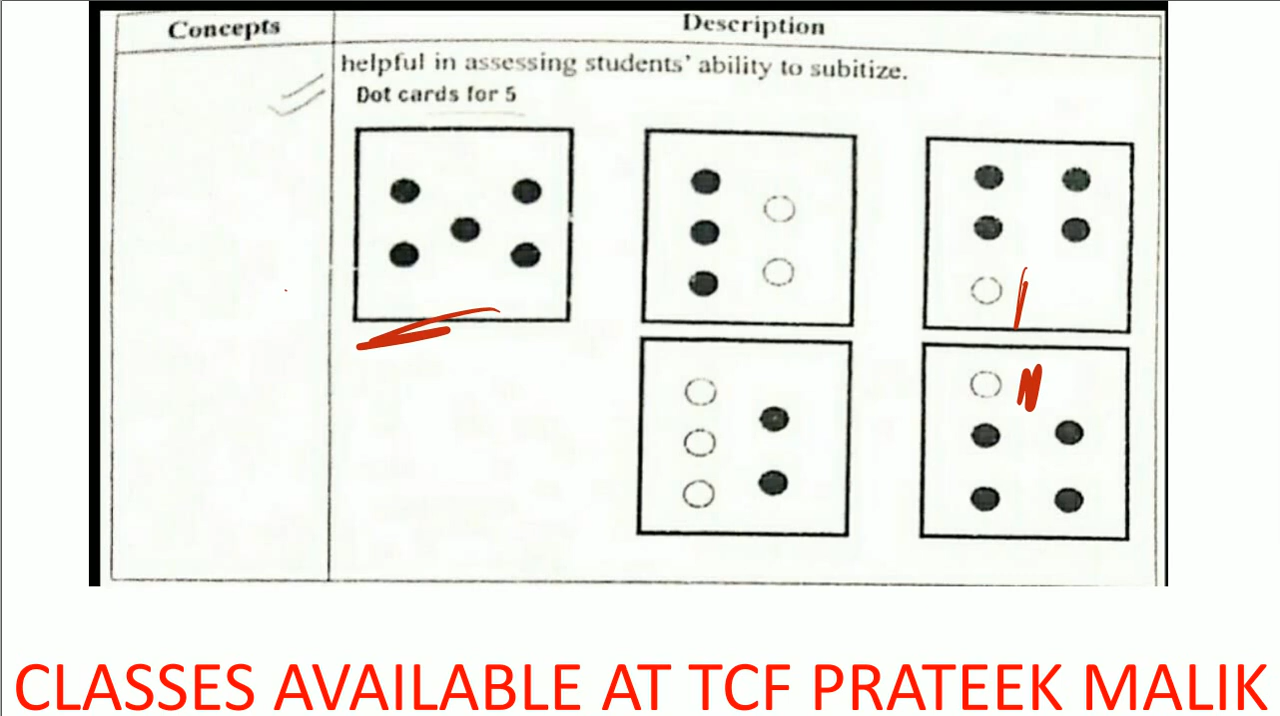 Concepts
Description
helpful in assessing students' ability to subitize.
Dot cards for 5
CLASSES AVAILABLE AT TCF PRATEEK MALIK